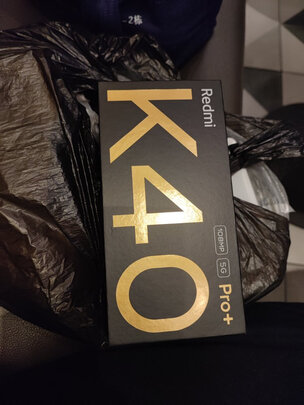 -2栋
Redmi
K40
Pro+
108MP
5G